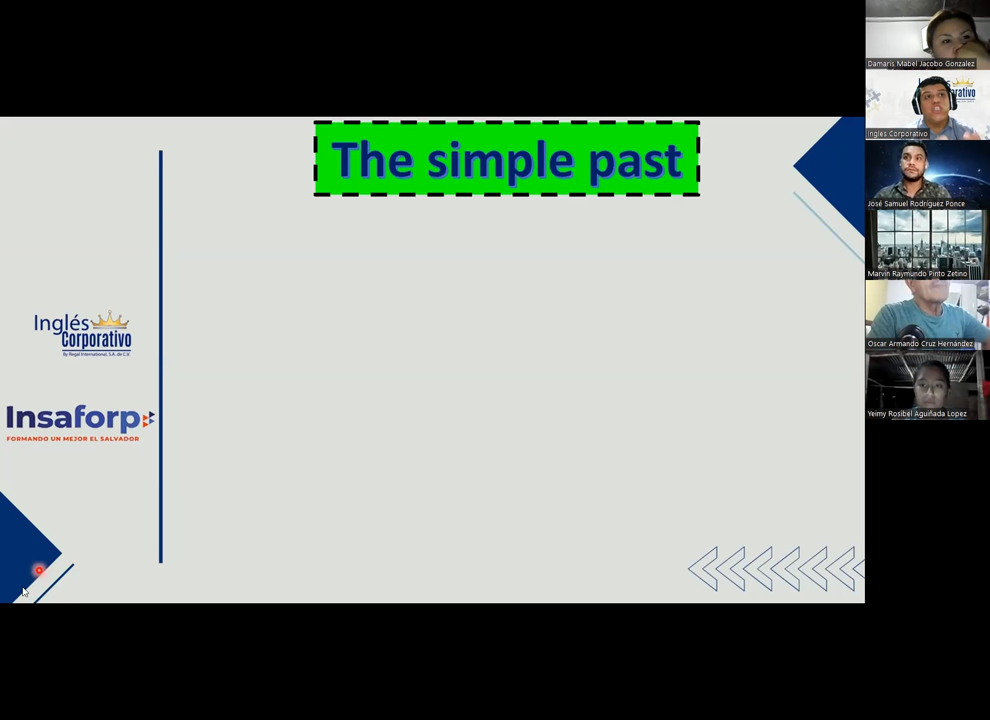 The simple past
Inglés
Corporativo
By Regal International, S.A. de C.V.
Insaforp
FORMANDO UN MEJOR EL SALVADOR
Damaris Mabel Jacobo Gonzalez
Inglés Corporativo
José Samuel Rodríguez Ponce
Marvin Raymundo Pinto Zetino
Oscar Armando Cruz Hernández
Yeimy Rosibel Aguiñada Lopez